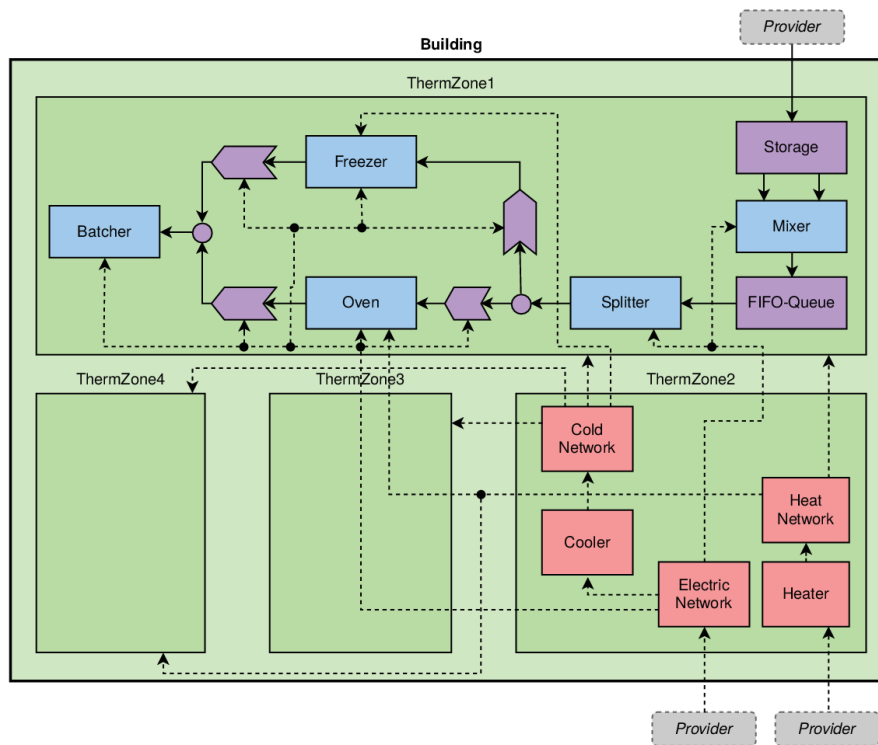 Provider
Building
ThermZone1
Storage
Freezer
Batcher
Mixer
Oven
Splitter
FIFO-Queue
ThermZone4
ThermZone3
ThermZone2
Cold
Network
Heat
Network
Cooler
Electric
Network
Heater
Provider
Provider